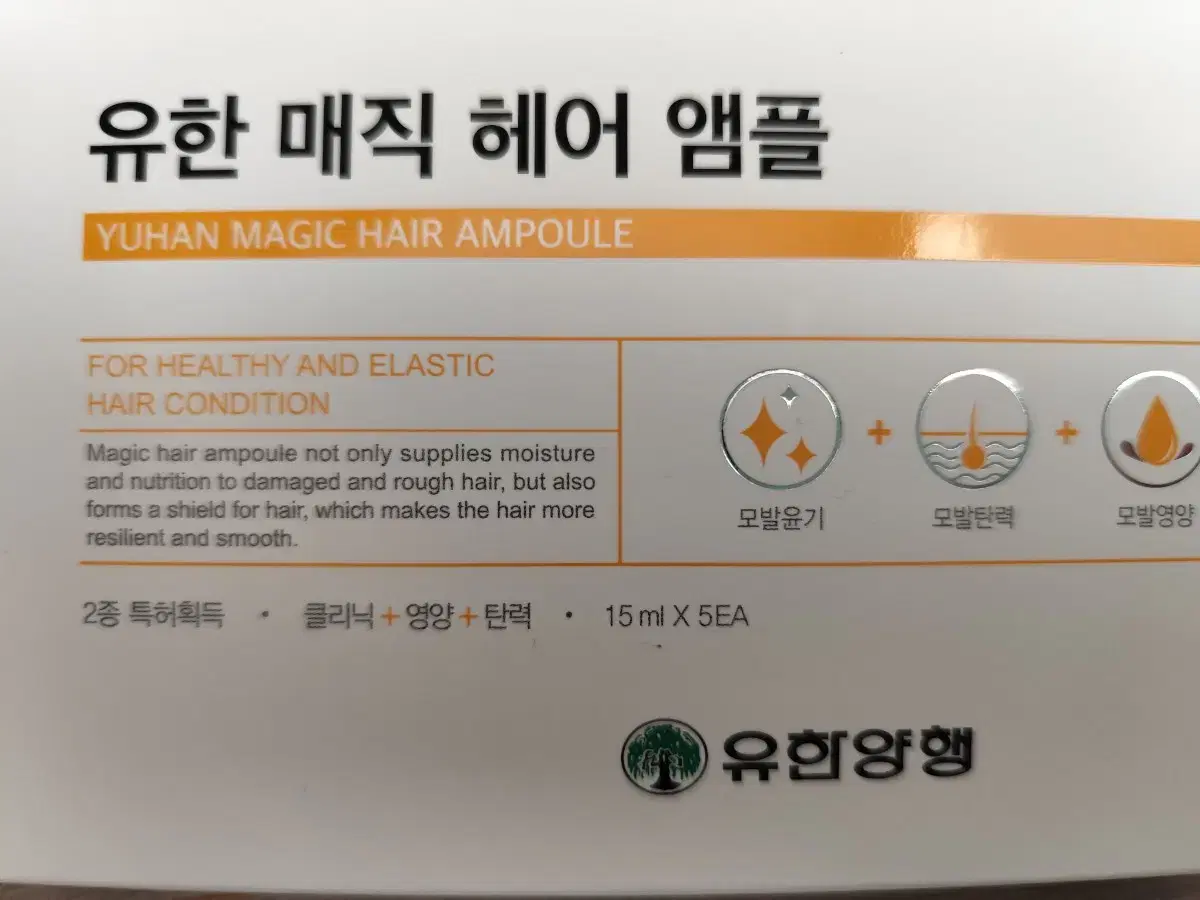 유한 매직 헤어 앰플
YUHAN MAGIC HAIR AMPOULE
FOR HEALTHY AND ELASTIC
HAIR CONDITION
Magic hair ampoule not only supplies moisture
and nutrition to damaged and rough hair, but also
forms a shield for hair, which makes the hair more
resilient and smooth.
+ +
모발윤기 모발탄력 모발영양
2종 특허획득 · 클리닉+영양+탄력 · 15 ml X 5EA
유한양행